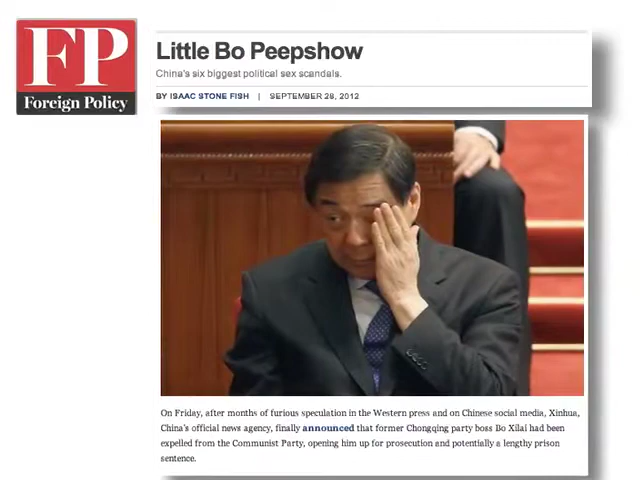 FP
Foreign Policy
Little Bo Peepshow
China's six biggest political sex scandals.
BY ISAAC STONE FISH | SEPTEMBER 28, 2012
On Friday, after months of furious speculation in the Western press and on Chinese social media, Xinhua,
China's official news agency, finally announced that former Chongqing party boss Bo Xilai had been
expelled from the Communist Party, opening him up for prosecution and potentially a lengthy prison
sentence.